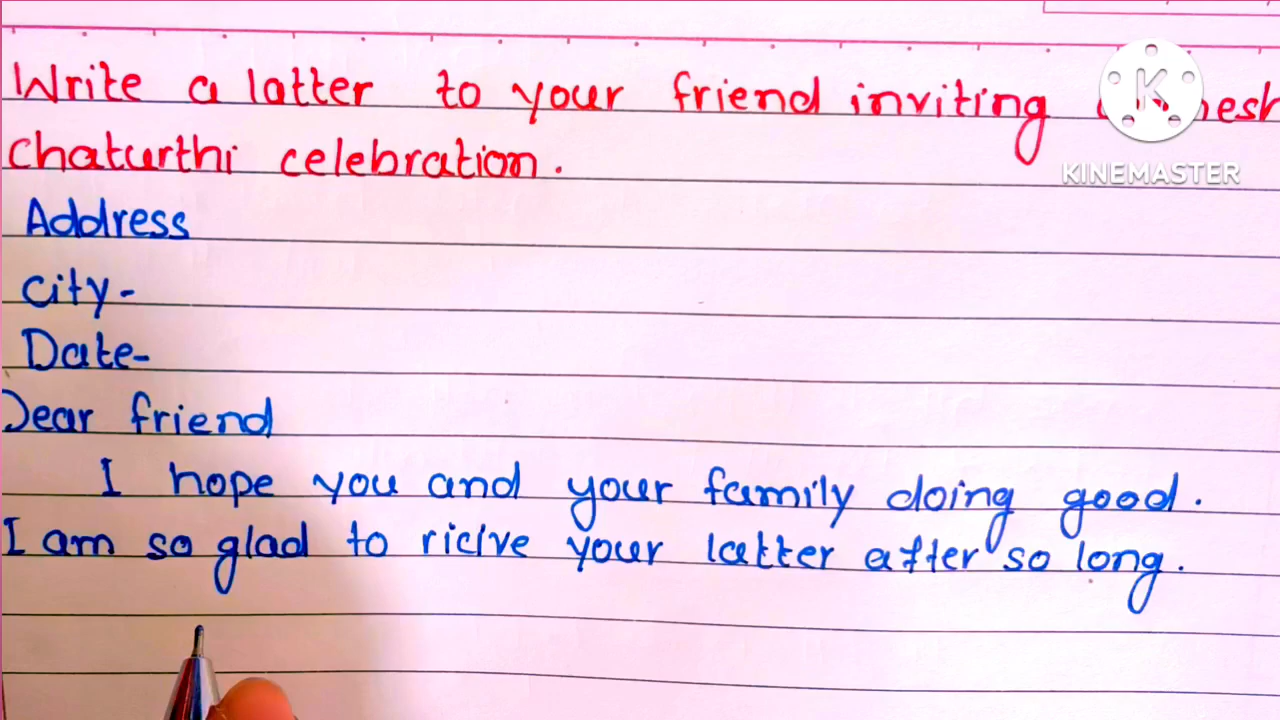 Write a latter to your friend inviting
chaturthi celebration.
KINEMASTER
Address
city-
Date-
Dear friend
I hope you and your family doing good.
I am so glad to ricive your latter after so long.